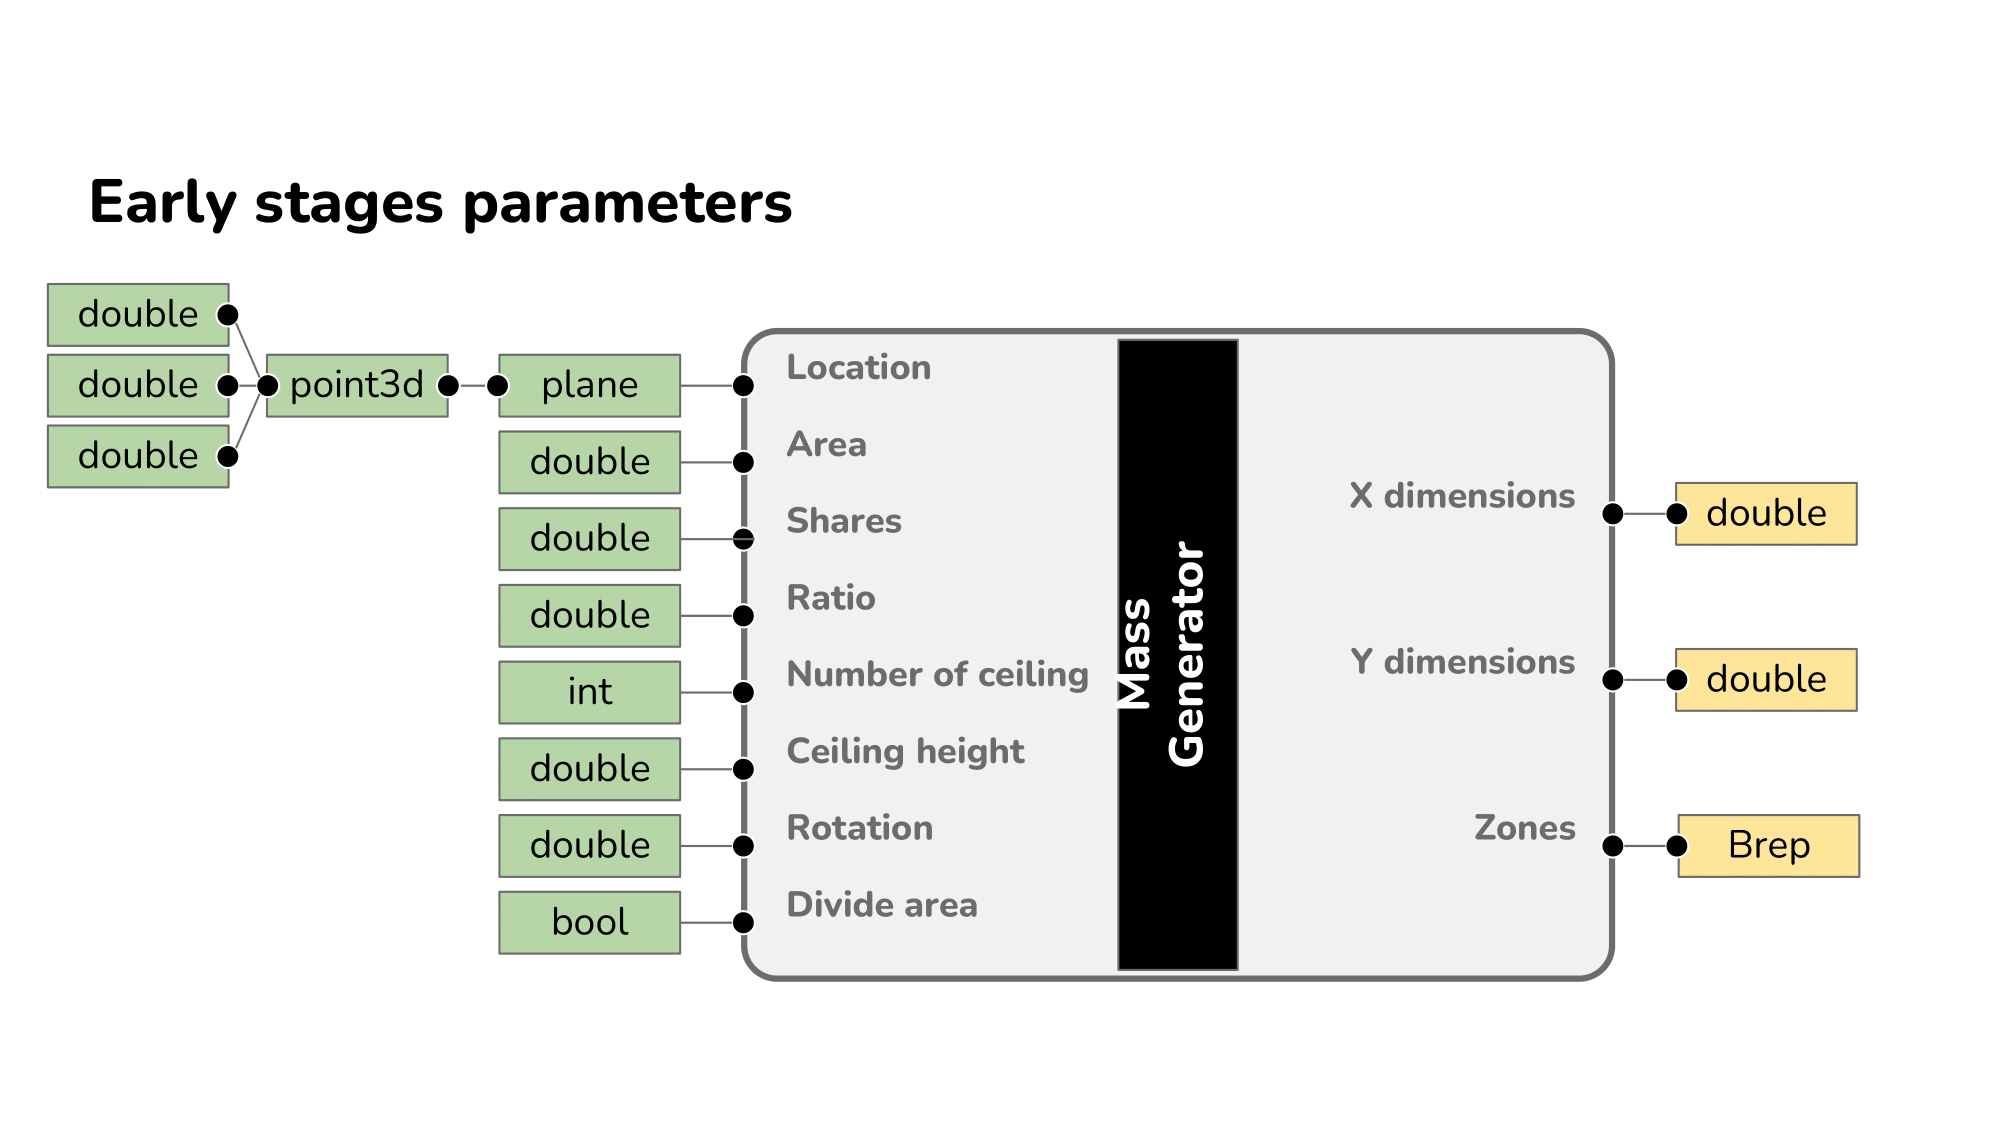 Early stages parameters
double
double
double
point3d
plane
double
double
double
int
double
double
bool
Location
Area
Shares
Ratio
Number of ceiling
Ceiling height
Rotation
Divide area
Mass
Generator
X dimensions
Y dimensions
Zones
double
double
Brep